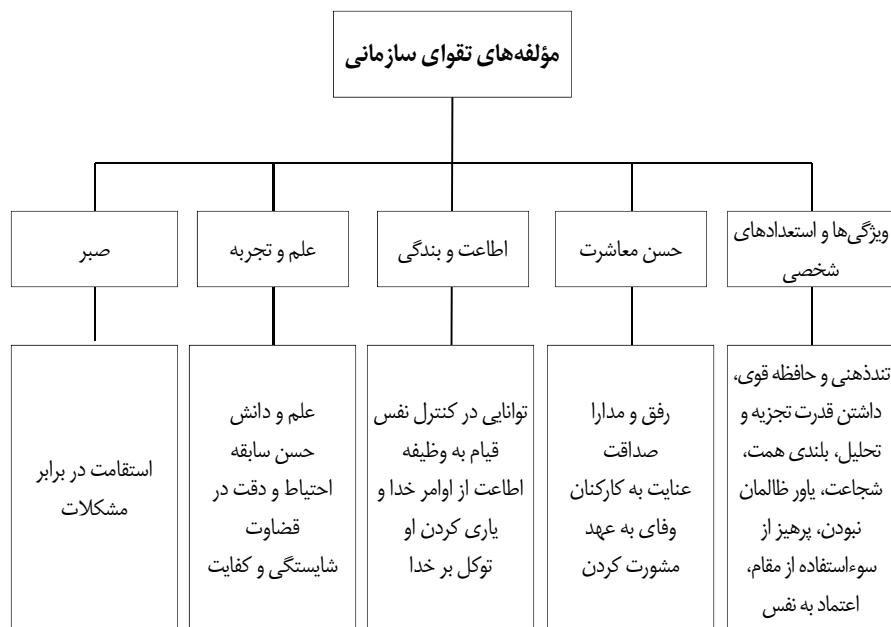 مؤلفه‌های تقوای سازمانی
ویژگی‌ها و استعدادهای
شخصی
حسن معاشرت
اطاعت و بندگی
علم و تجربه
صبر
تندذهنی و حافظه قوی،
داشتن قدرت تجزیه و
تحلیل، بلندی همت،
شجاعت، یاور ظالمان
نبودن، پرهیز از
سوءاستفاده از مقام،
اعتماد به نفس
رفق و مدارا
صداقت
عنایت به کارکنان
وفای به عهد
مشورت کردن
توانایی در کنترل نفس
قیام به وظیفه
اطاعت از اوامر خدا و
یاری کردن او
توکل بر خدا
علم و دانش
حسن سابقه
احتیاط و دقت در
قضاوت
شایستگی و کفایت
استقامت در برابر
مشکلات